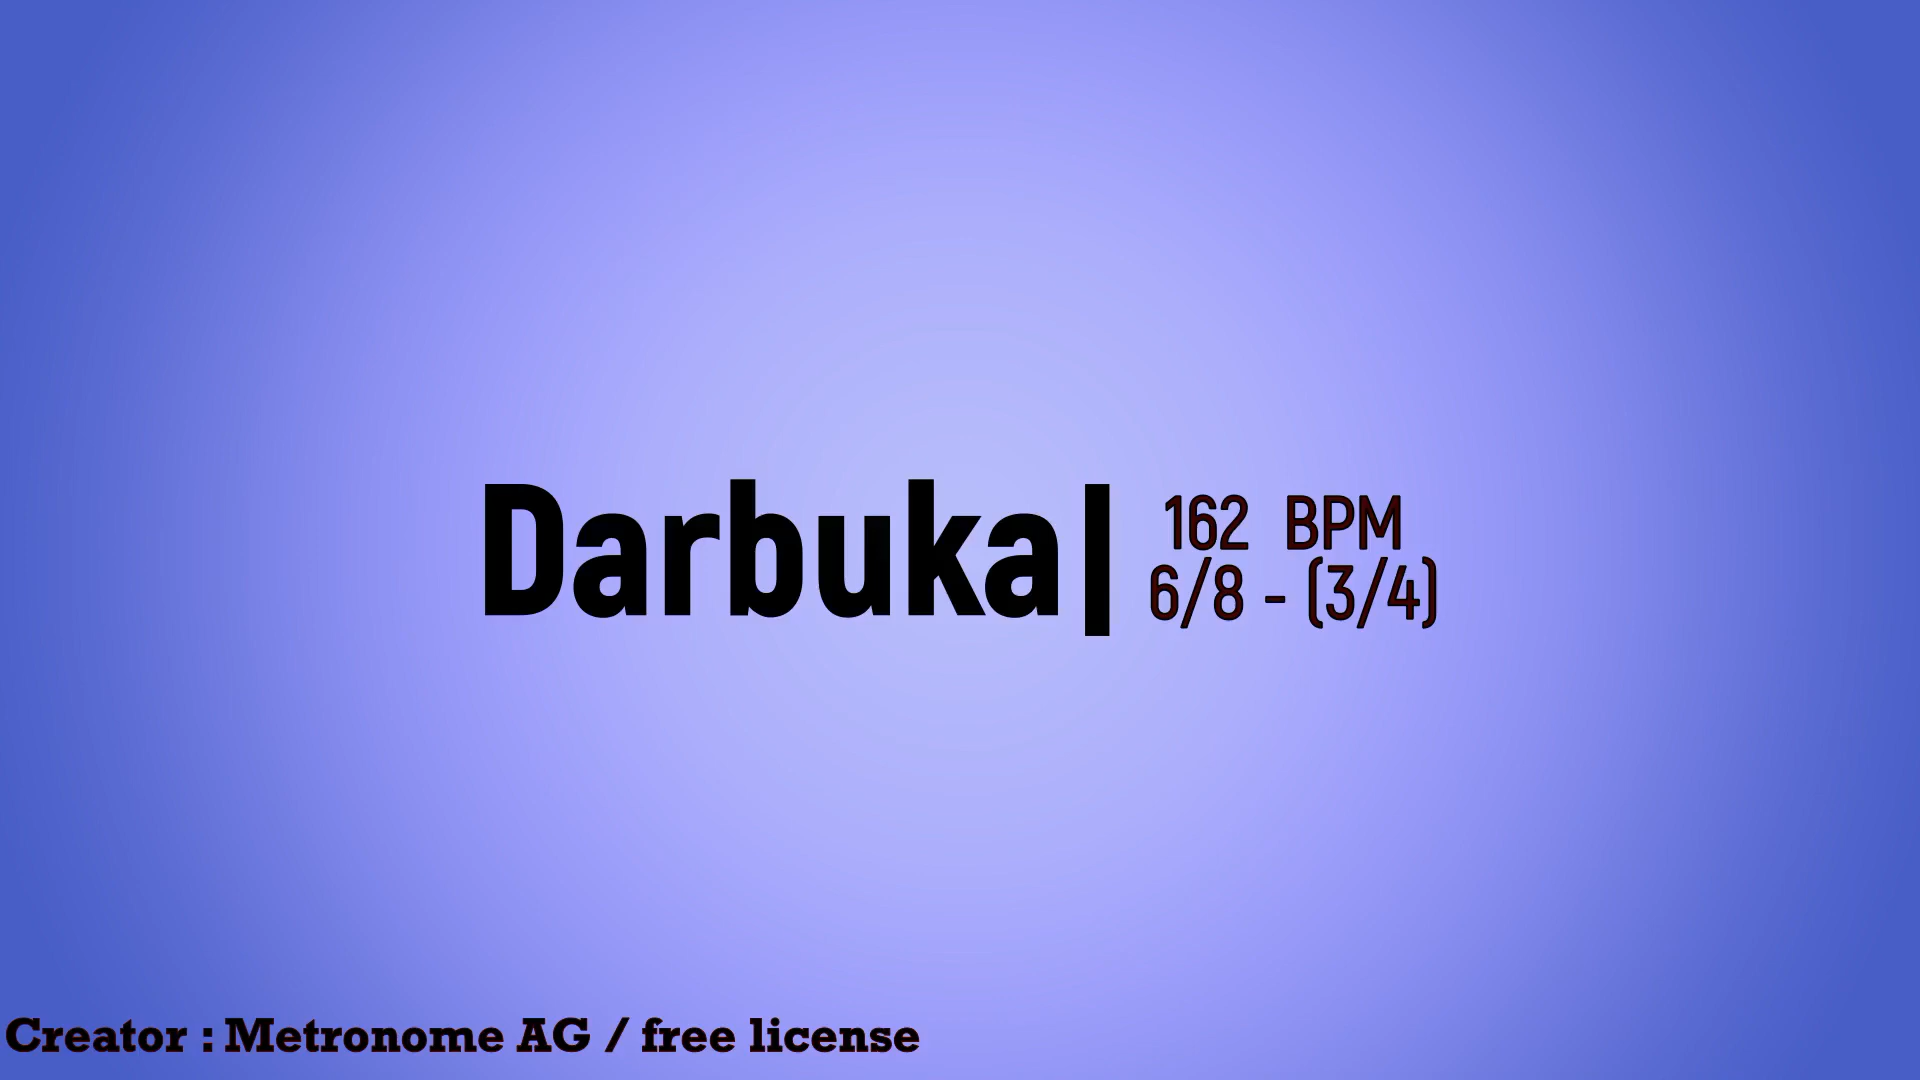 Darbuka
162 BPM
6/8 - (3/4)
Creator : Metronome AG / free license